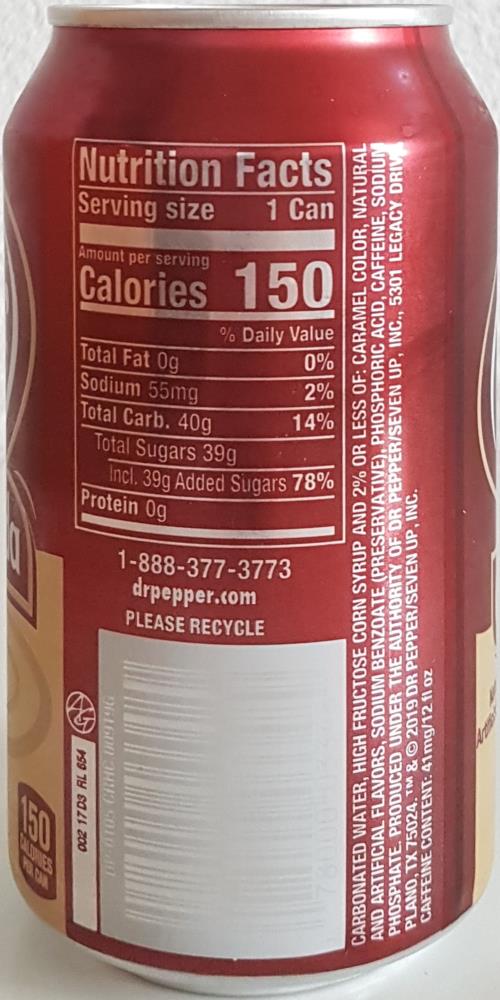 Nutrition Facts
Serving size 1 Can
Amount per serving
Calories 150
% Daily Value
Total Fat 0g 0%
Sodium 55mg 2%
Total Carb. 40g 14%
Total Sugars 39g
Incl. 39g Added Sugars 78%
Protein 0g
1-888-377-3773
drpepper.com
PLEASE RECYCLE
002 17D3 RL 654
150
CALORIES
PER CAN
CARBONATED WATER, HIGH FRUCTOSE CORN SYRUP AND 2% OR LESS OF: CARAMEL COLOR, NATURAL
AND ARTIFICIAL FLAVORS, SODIUM BENZOATE (PRESERVATIVE), PHOSPHORIC ACID, CAFFEINE, SODIUM
PHOSPHATE. PRODUCED UNDER THE AUTHORITY OF DR PEPPER/SEVEN UP, INC., 5301 LEGACY DRIVE
PLANO, TX 75024. ™ & © 2019 DR PEPPER/SEVEN UP, INC.
CAFFEINE CONTENT: 41mg/12 fl oz